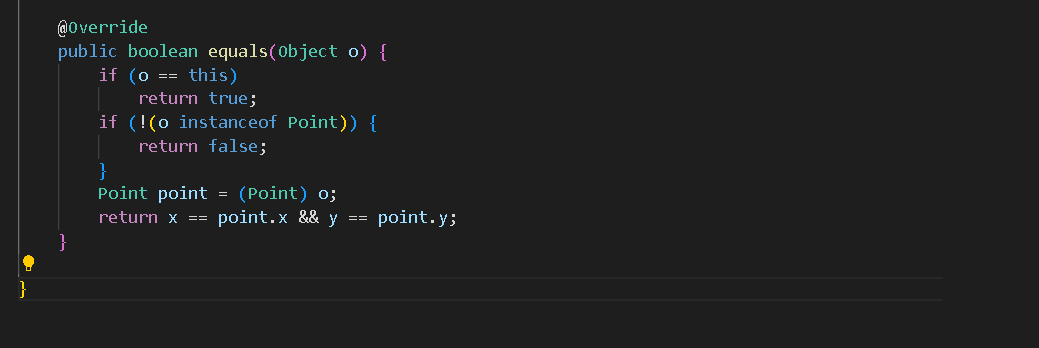 @Override
public boolean equals(Object o) {
if (o == this)
return true;
if (!(o instanceof Point)) {
return false;
}
Point point = (Point) o;
return x == point.x && y == point.y;
}
}